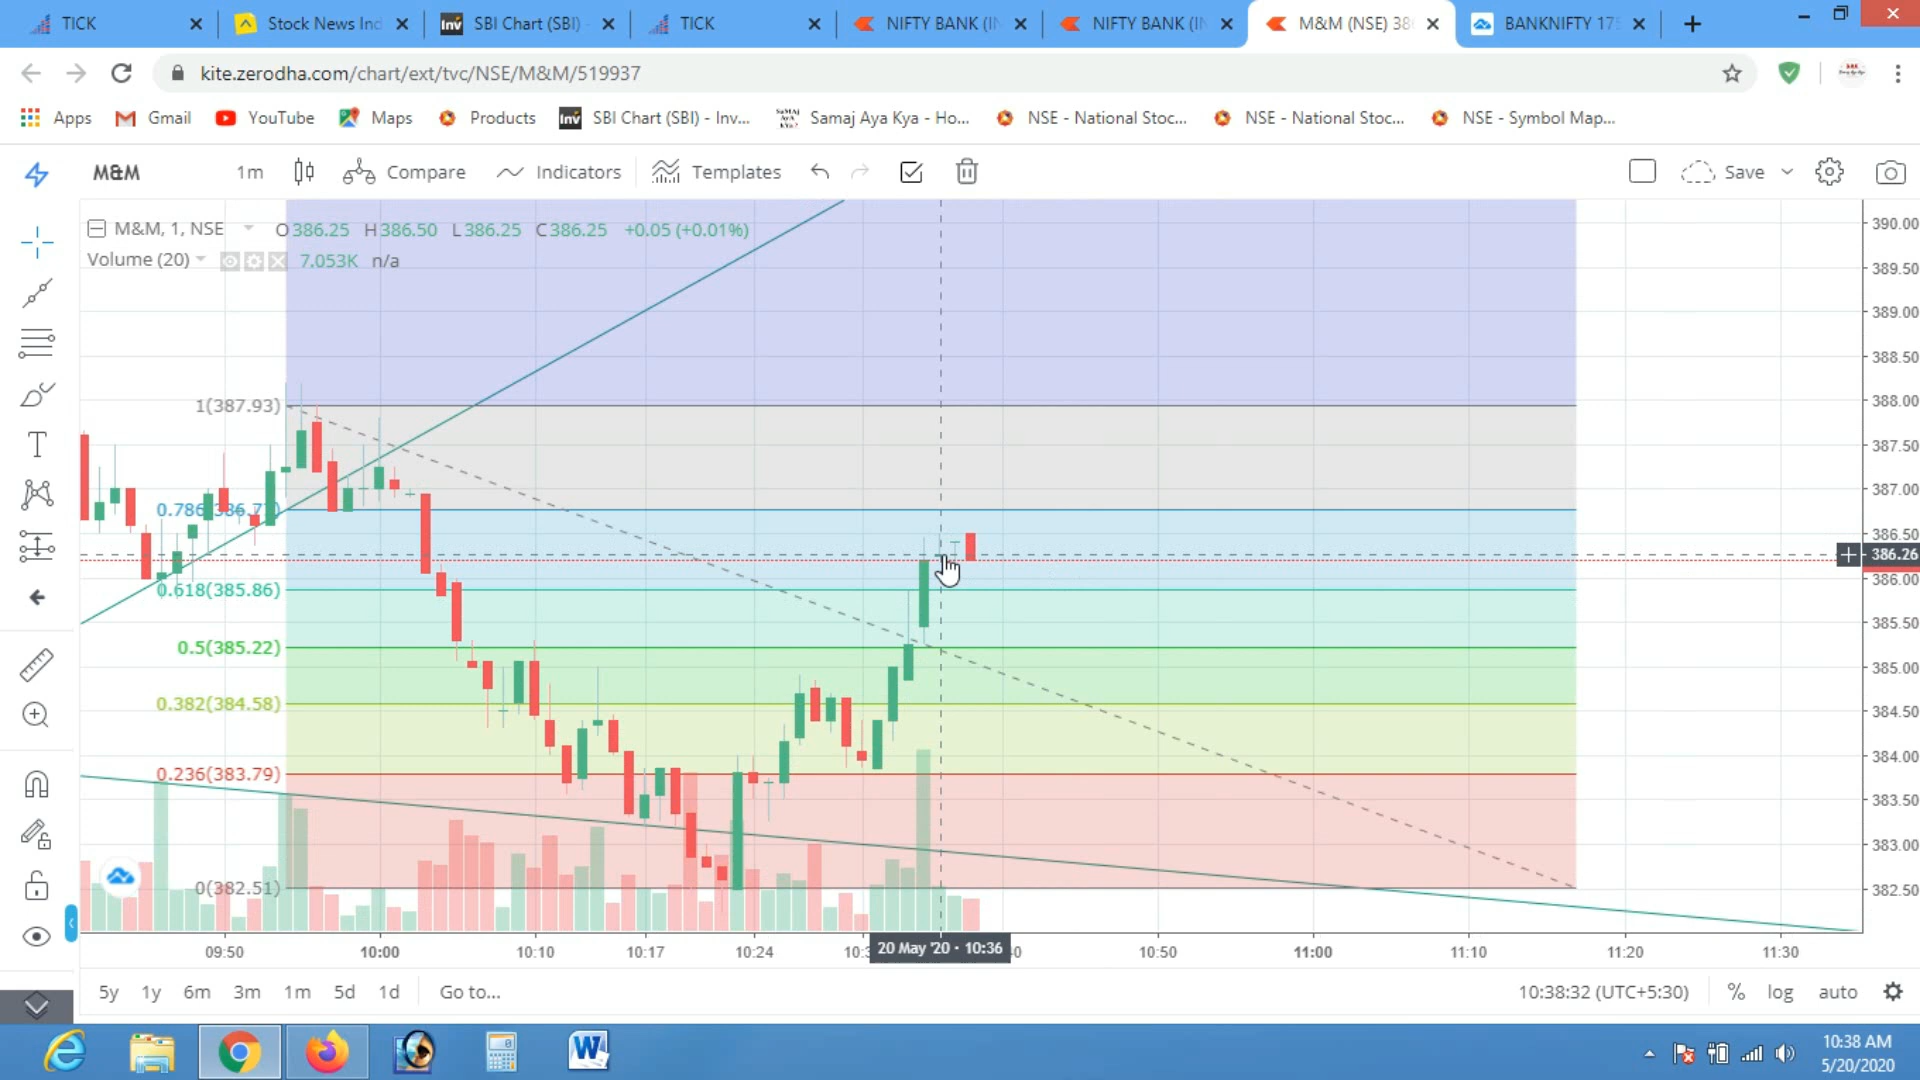 TICK
Stock News Ind
SBI Chart (SBI) -
TICK
NIFTY BANK (IN
NIFTY BANK (IN
M&M (NSE) 38
BANKNIFTY 175
kite.zerodha.com/chart/ext/tvc/NSE/M&M/519937
Apps Gmail YouTube Maps Products SBI Chart (SBI) - Inv... Samaj Aya Kya - Ho... NSE - National Stoc... NSE - National Stoc... NSE - Symbol Map...
M&M 1m Compare Indicators Templates Save
M&M, 1, NSE O386.25 H386.50 L386.25 C386.25 +0.05 (+0.01%)
Volume (20) 7.053K n/a
390.00
389.50
389.00
388.50
388.00
387.50
387.00
386.50
386.26
386.00
385.50
385.00
384.50
384.00
383.50
383.00
382.50
1(387.93)
0.618(385.86)
0.5(385.22)
0.382(384.58)
0.236(383.79)
0(382.51)
09:50 10:00 10:10 10:17 10:24 20 May '20 · 10:36 10:50 11:00 11:10 11:20 11:30
5y 1y 6m 3m 1m 5d 1d Go to... 10:38:32 (UTC+5:30) % log auto
10:38 AM
5/20/2020